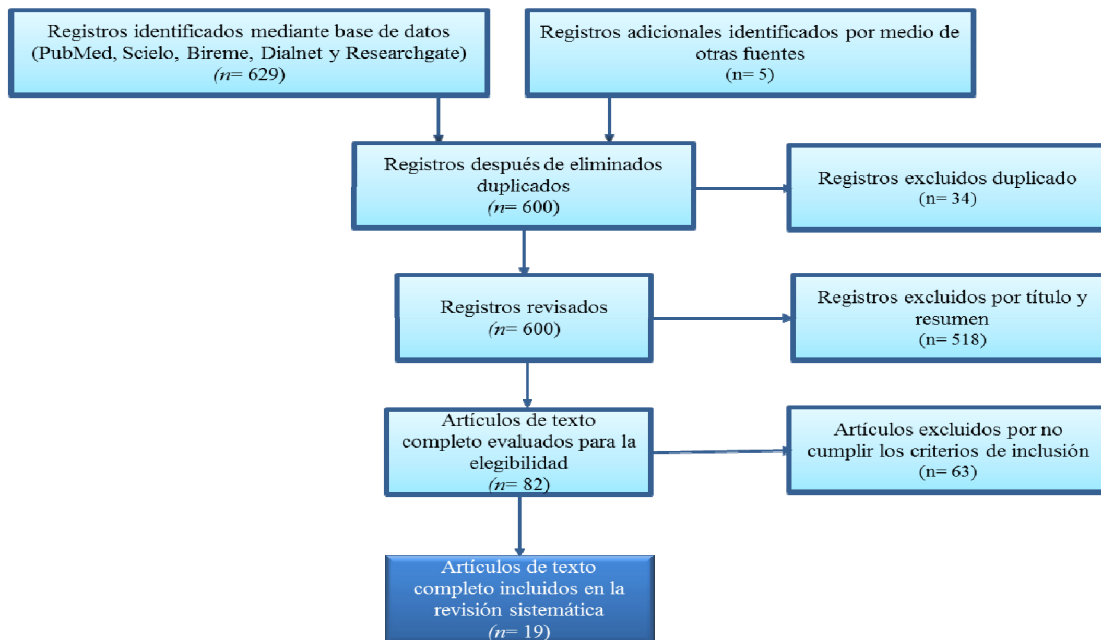 Registros identificados mediante base de datos
(PubMed, Scielo, Bireme, Dialnet y Researchgate)
(n= 629)
Registros adicionales identificados por medio de
otras fuentes
(n= 5)
Registros después de eliminados
duplicados
(n= 600)
Registros excluidos duplicado
(n= 34)
Registros revisados
(n= 600)
Registros excluidos por título y
resumen
(n= 518)
Artículos de texto
completo evaluados para la
elegibilidad
(n= 82)
Artículos excluidos por no
cumplir los criterios de inclusión
(n= 63)
Artículos de texto
completo incluidos en la
revisión sistemática
(n= 19)